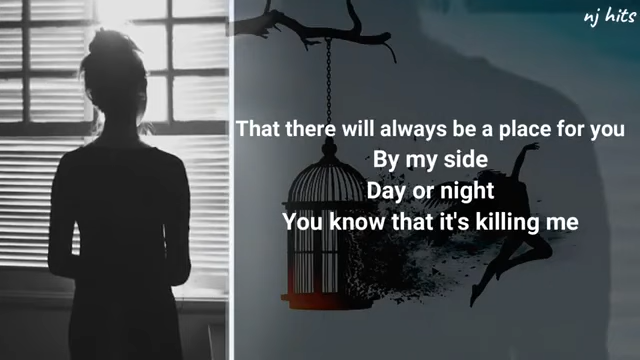 nj hits
That there will always be a place for you
By my side
Day or night
You know that it's killing me